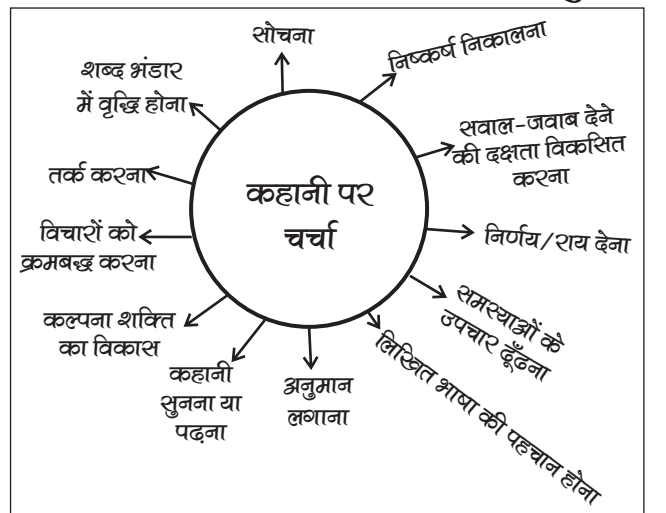 सोचना
निष्कर्ष निकालना
सवाल-जवाब देने
की दक्षता विकसित
करना
निर्णय/राय देना
समस्याओं के
उपचार ढूँढना
लिखित भाषा की पहचान होना
अनुमान
लगाना
कहानी
सुनना या
पढ़ना
कल्पना शक्ति
का विकास
विचारों को
क्रमबद्ध करना
तर्क करना
शब्द भंडार
में वृद्धि होना
कहानी पर
चर्चा